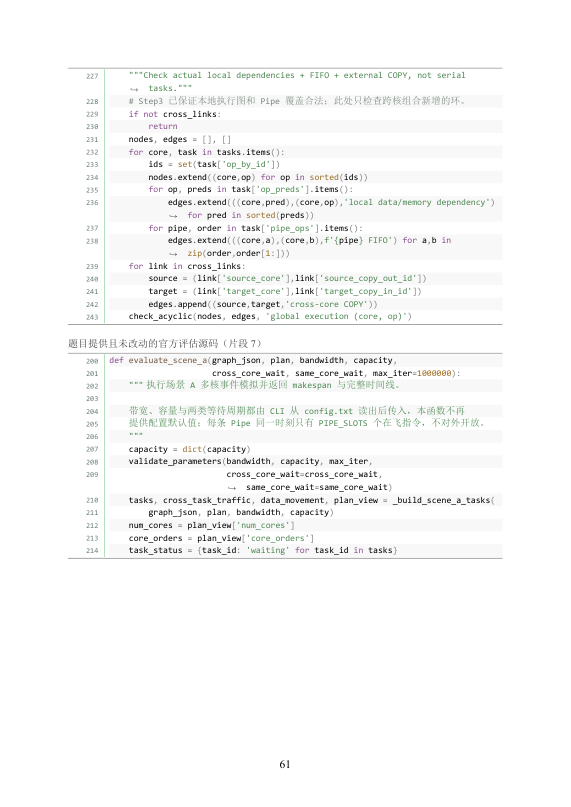 227 """Check actual local dependencies + FIFO + external COPY, not serial
↪ tasks."""
228 # Step3 已保证本地执行图和 Pipe 覆盖合法；此处只检查跨核组合新增的环。
229 if not cross_links:
230 return
231 nodes, edges = [], []
232 for core, task in tasks.items():
233 ids = set(task['op_by_id'])
234 nodes.extend((core,op) for op in sorted(ids))
235 for op, preds in task['op_preds'].items():
236 edges.extend(((core,pred),(core,op),'local data/memory dependency')
↪ for pred in sorted(preds))
237 for pipe, order in task['pipe_ops'].items():
238 edges.extend(((core,a),(core,b),f'{pipe} FIFO') for a,b in
↪ zip(order,order[1:]))
239 for link in cross_links:
240 source = (link['source_core'],link['source_copy_out_id'])
241 target = (link['target_core'],link['target_copy_in_id'])
242 edges.append((source,target,'cross-core COPY'))
243 check_acyclic(nodes, edges, 'global execution (core, op)')
题目提供且未改动的官方评估源码（片段 7）
200 def evaluate_scene_a(graph_json, plan, bandwidth, capacity,
201 cross_core_wait, same_core_wait, max_iter=1000000):
202 """执行场景 A 多核事件模拟并返回 makespan 与完整时间线。
203
204 带宽、容量与两类等待周期都由 CLI 从 config.txt 读出后传入，本函数不再
205 提供配置默认值；每条 Pipe 同一时刻只有 PIPE_SLOTS 个在飞指令，不对外开放。
206 """
207 capacity = dict(capacity)
208 validate_parameters(bandwidth, capacity, max_iter,
209 cross_core_wait=cross_core_wait,
↪ same_core_wait=same_core_wait)
210 tasks, cross_task_traffic, data_movement, plan_view = _build_scene_a_tasks(
211 graph_json, plan, bandwidth, capacity)
212 num_cores = plan_view['num_cores']
213 core_orders = plan_view['core_orders']
214 task_status = {task_id: 'waiting' for task_id in tasks}
61